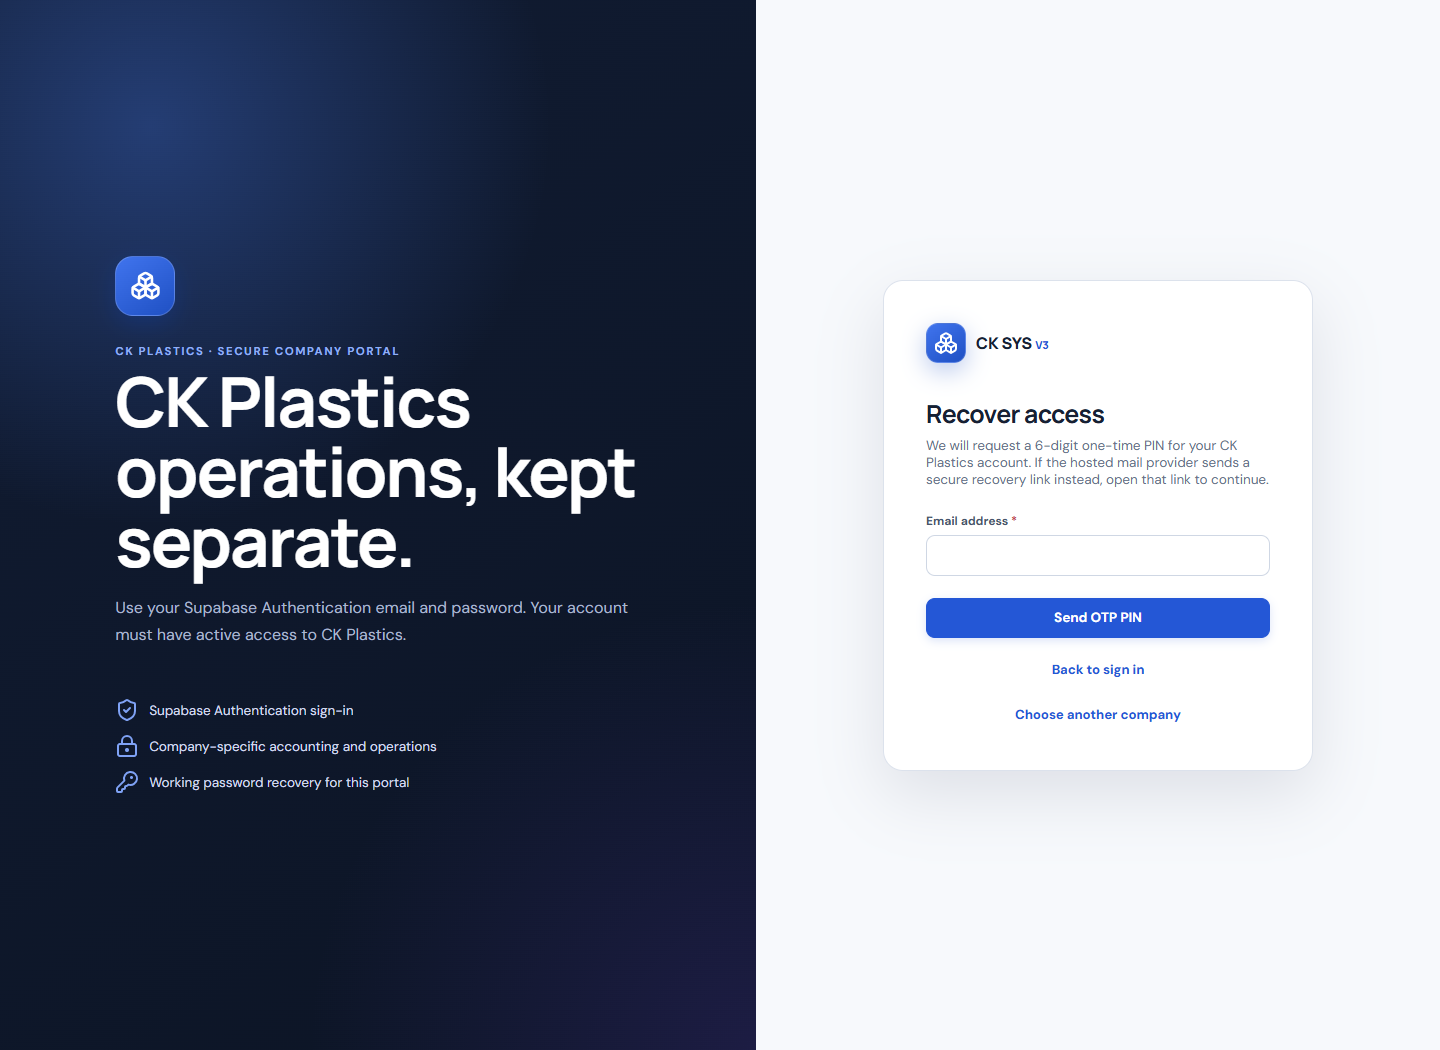 CK PLASTICS · SECURE COMPANY PORTAL
CK Plastics
operations, kept
separate.
Use your Supabase Authentication email and password. Your account
must have active access to CK Plastics.
Supabase Authentication sign-in
Company-specific accounting and operations
Working password recovery for this portal
CK SYS V3
Recover access
We will request a 6-digit one-time PIN for your CK
Plastics account. If the hosted mail provider sends a
secure recovery link instead, open that link to continue.
Email address *
Send OTP PIN
Back to sign in
Choose another company